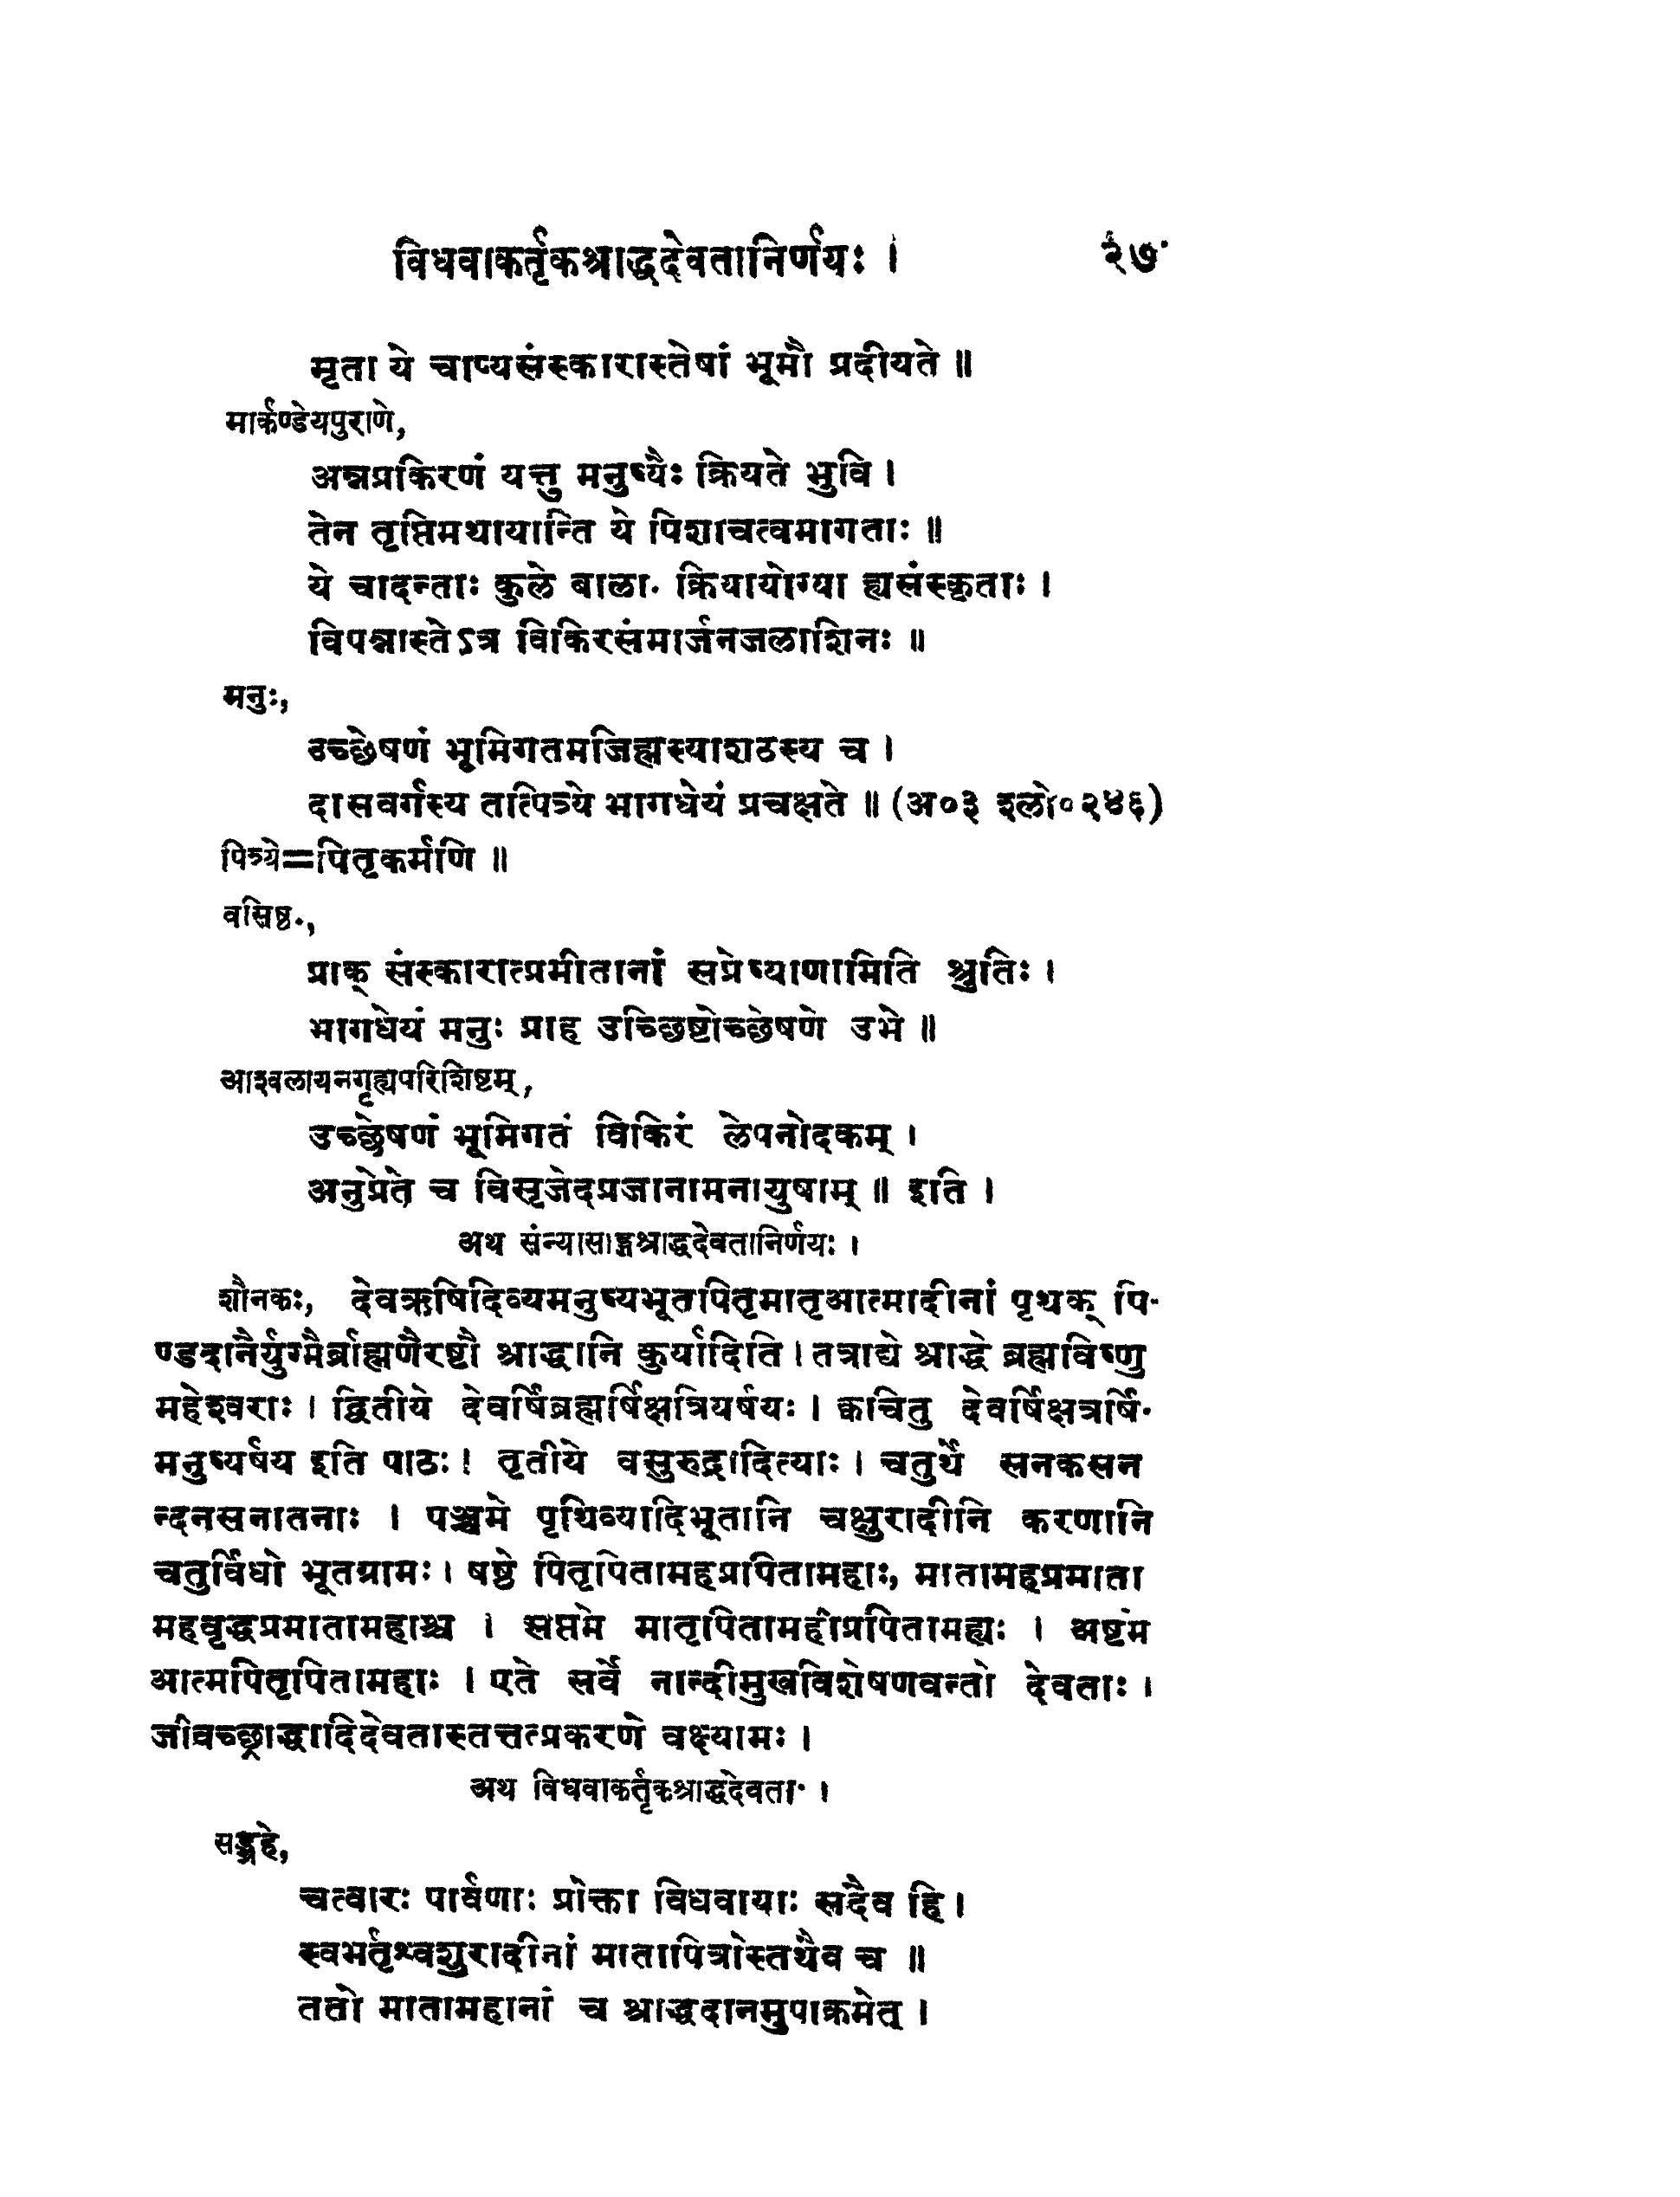 विधवाकर्तृकश्राद्धदेवतानिर्णयः । २७
मृता ये चाप्यसंस्कारास्तेषां भूमौ प्रदीयते ॥
मार्कण्डेयपुराणे,
अन्नप्रकिरणं यत्तु मनुष्यैः क्रियते भुवि ।
तेन तृप्तिमथायान्ति ये पिशाचत्वमागताः ॥
ये चादन्ताः कुले बाला· क्रियायोग्या ह्यसंस्कृताः ।
विपन्नास्तेऽत्र विकिरसंमार्जनजलाशिनः ॥
मनुः,
उच्छेषणं भूमिगतमजिह्मस्याशठस्य च ।
दासवर्गस्य तत्पित्र्ये भागधेयं प्रचक्षते ॥ (अ०३ श्लो०२४६)
पित्र्ये=पितृकर्मणि ॥
वसिष्ठ·,
प्राक् संस्कारात्प्रमीतानां सप्रेष्याणामिति श्रुतिः ।
भागधेयं मनुः प्राह उच्छिष्टोच्छेषणे उभे ॥
आश्वलायनगृह्यपरिशिष्टम्,
उच्छेषणं भूमिगतं विकिरं लेपनोदकम् ।
अनुप्रेते च विसृजेदप्रजानामनायुषाम् ॥ इति ।
अथ संन्यासाङ्गश्राद्धदेवतानिर्णयः ।
शौनकः, देवऋषिदिव्यमनुष्यभूतपितृमातृआत्मादीनां पृथक् पि-
ण्डदानैर्युग्मैर्ब्राह्मणैरष्टौ श्राद्धानि कुर्यादिति । तत्राद्ये श्राद्धे ब्रह्मविष्णु
महेश्वराः । द्वितीये देवर्षिब्रह्मर्षिक्षत्रियर्षयः । क्वचित्तु देवर्षिक्षत्रर्षि-
मनुष्यर्षय इति पाठः । तृतीये वसुरुद्रादित्याः । चतुर्थे सनकसन
न्दनसनातनाः । पञ्चमे पृथिव्यादिभूतानि चक्षुरादीनि करणानि
चतुर्विधो भूतग्रामः । षष्ठे पितृपितामहप्रपितामहाः, मातामहप्रमाता
महवृद्धप्रमातामहाश्च । सप्तमे मातृपितामहीप्रपितामह्यः । अष्टमे
आत्मपितृपितामहाः । एते सर्वे नान्दीमुखविशेषणवन्तो देवताः ।
जीवच्छ्राद्धादिदेवतास्तत्तत्प्रकरणे वक्ष्यामः ।
अथ विधवाकर्तृकश्राद्धदेवता· ।
सङ्ग्रहे,
चत्वारः पार्वणाः प्रोक्ता विधवायाः सदैव हि ।
स्वभर्तृश्वशुरादीनां मातापित्रोस्तथैव च ॥
ततो मातामहानां च श्राद्धदानमुपाक्रमेत् ।